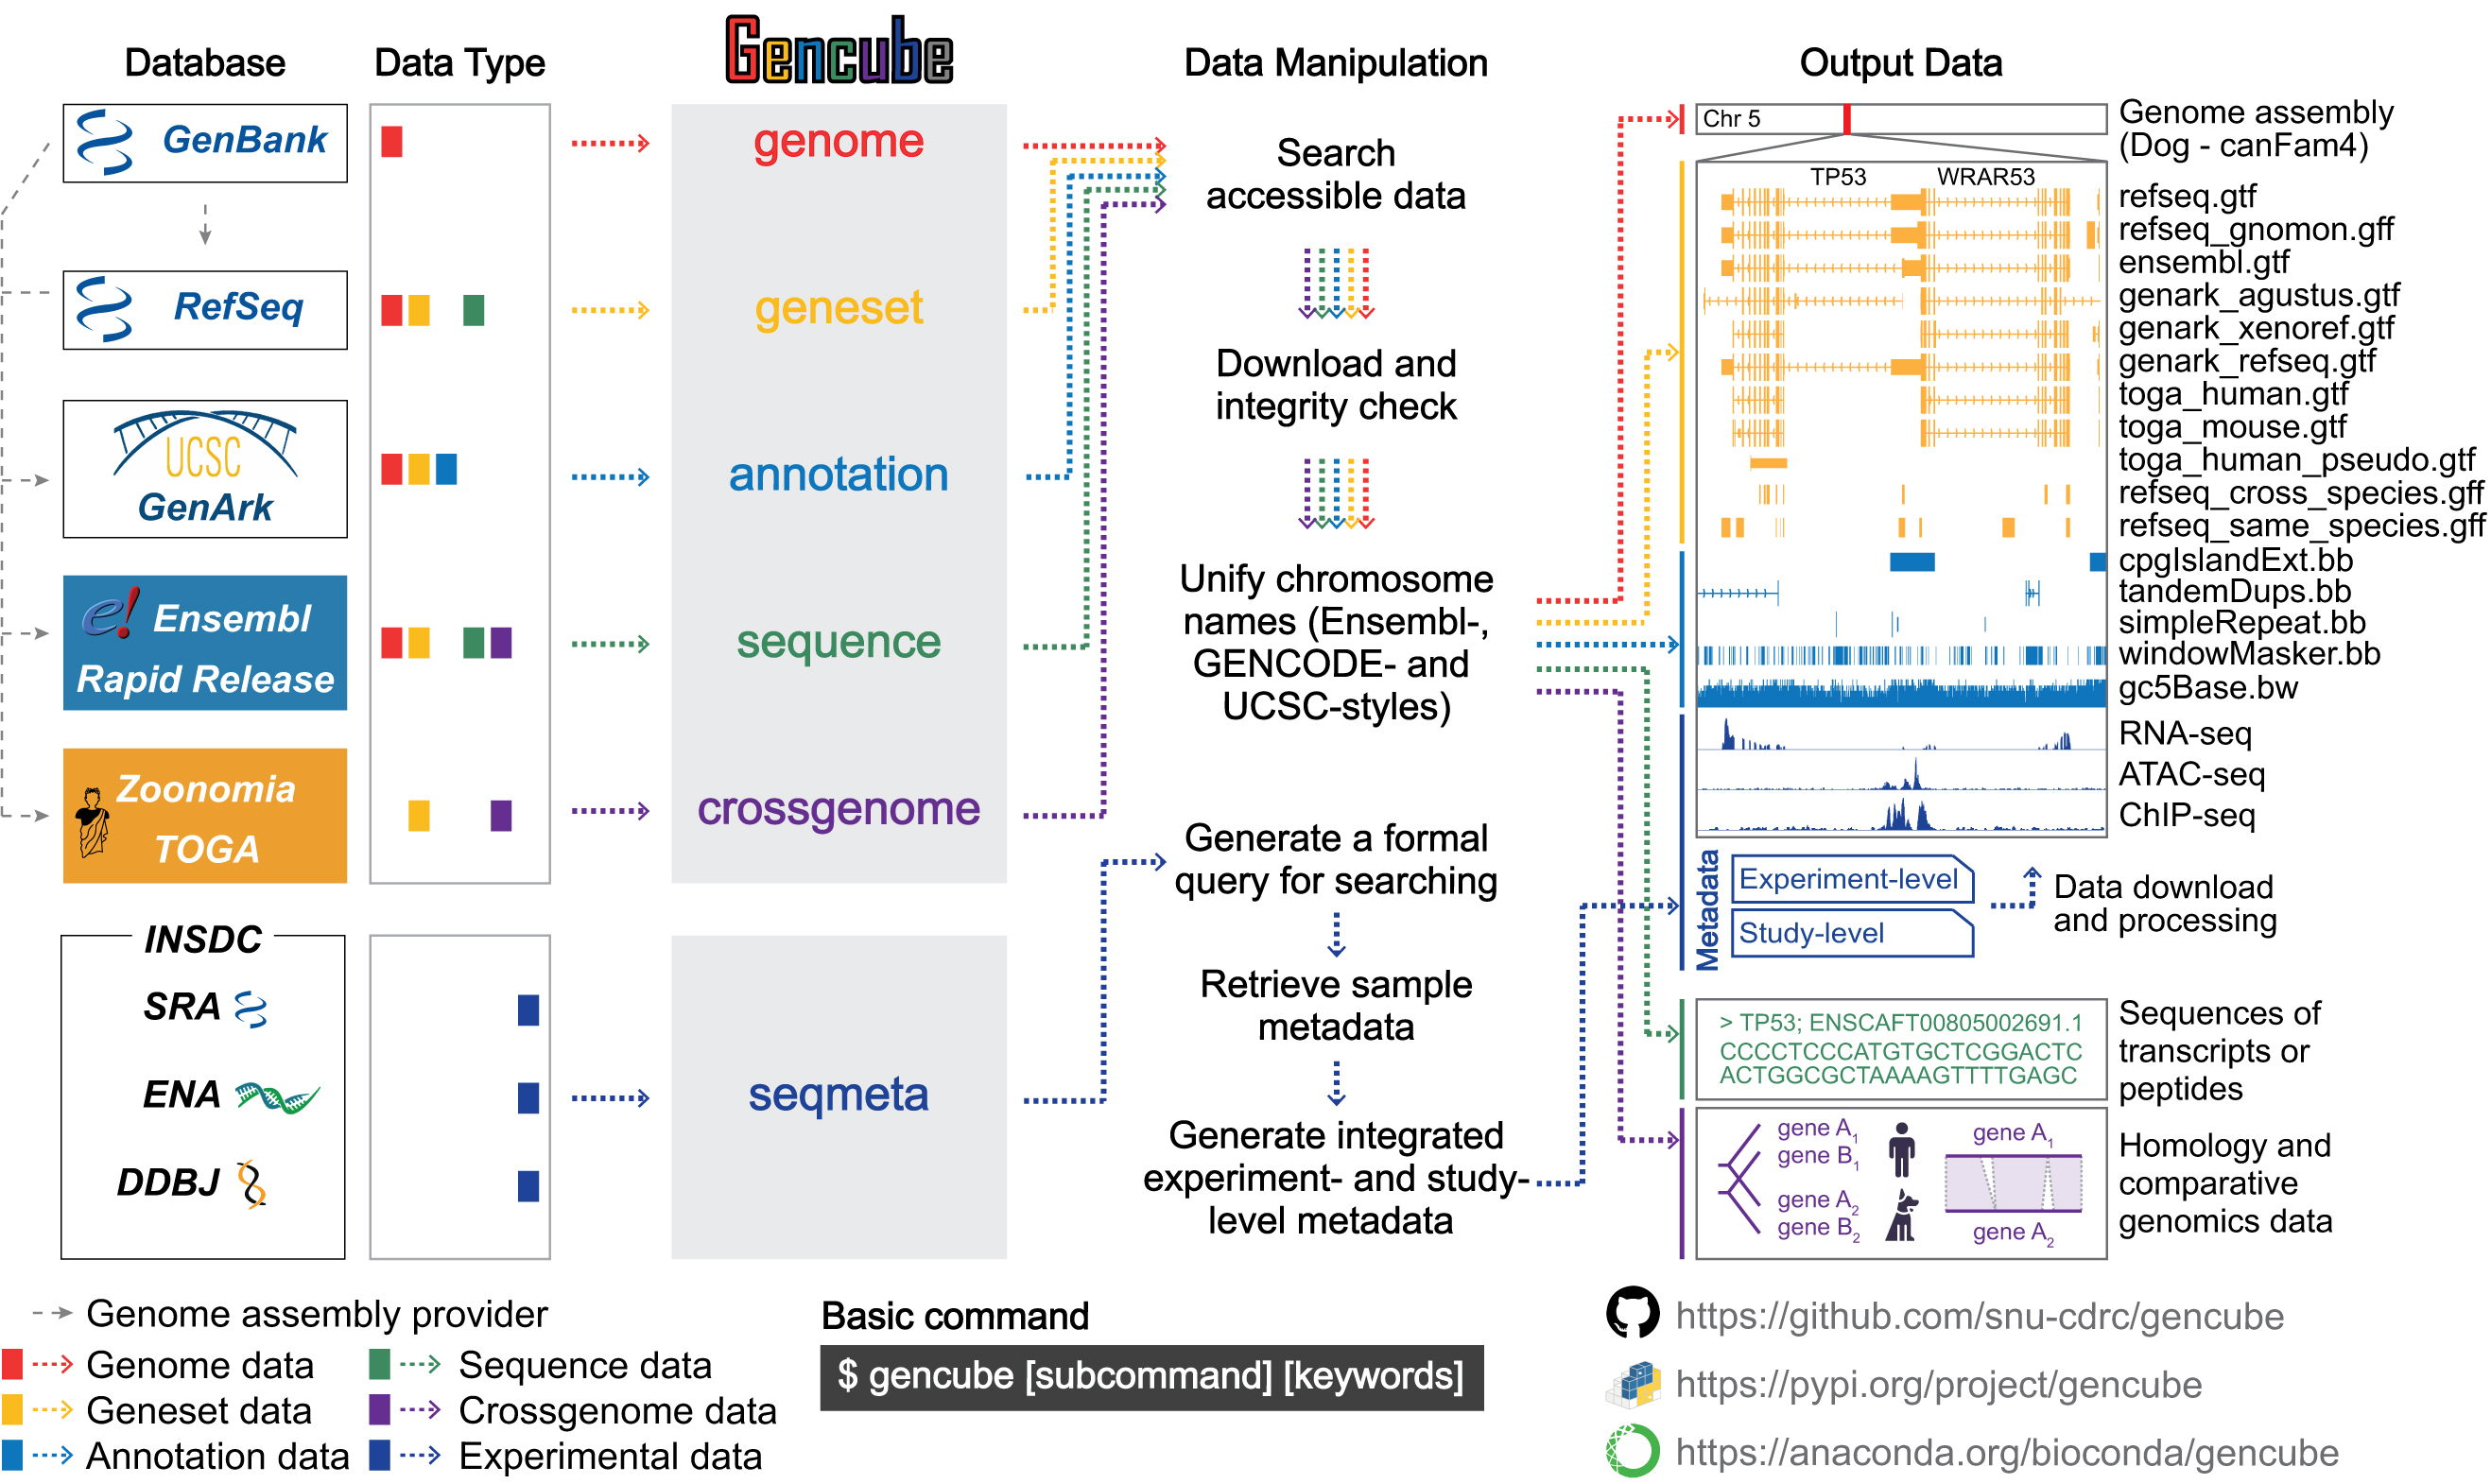 Database
Data Type
Gencube
Data Manipulation
Output Data
GenBank
RefSeq
UCSC
GenArk
e! Ensembl
Rapid Release
Zoonomia
TOGA
INSDC
SRA
ENA
DDBJ
genome
geneset
annotation
sequence
crossgenome
seqmeta
Search
accessible data
Download and
integrity check
Unify chromosome
names (Ensembl-,
GENCODE- and
UCSC-styles)
Generate a formal
query for searching
Retrieve sample
metadata
Generate integrated
experiment- and study-
level metadata
Chr 5
Genome assembly
(Dog - canFam4)
TP53 WRAR53
refseq.gtf
refseq_gnomon.gff
ensembl.gtf
genark_agustus.gtf
genark_xenoref.gtf
genark_refseq.gtf
toga_human.gtf
toga_mouse.gtf
toga_human_pseudo.gtf
refseq_cross_species.gff
refseq_same_species.gff
cpgIslandExt.bb
tandemDups.bb
simpleRepeat.bb
windowMasker.bb
gc5Base.bw
RNA-seq
ATAC-seq
ChIP-seq
Metadata
Experiment-level
Study-level
Data download
and processing
> TP53; ENSCAFT00805002691.1
CCCCTCCCATGTGCTCGGACTC
ACTGGCGCTAAAAGTTTTGAGC
Sequences of
transcripts or
peptides
gene A1
gene B1
gene A2
gene B2
gene A1
gene A2
Homology and
comparative
genomics data
Genome assembly provider
Genome data
Geneset data
Annotation data
Sequence data
Crossgenome data
Experimental data
Basic command
$ gencube [subcommand] [keywords]
https://github.com/snu-cdrc/gencube
https://pypi.org/project/gencube
https://anaconda.org/bioconda/gencube